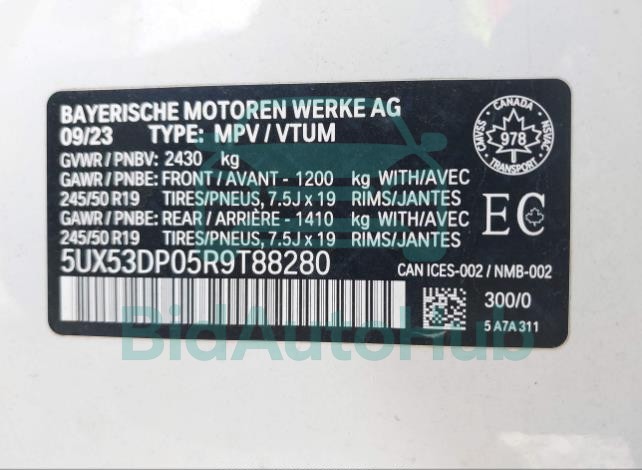 BAYERISCHE MOTOREN WERKE AG
09/23 TYPE: MPV / VTUM
GVWR / PNBV: 2430 kg
GAWR / PNBE: FRONT / AVANT - 1200 kg WITH/AVEC
245/50 R19 TIRES/PNEUS, 7.5J x 19 RIMS/JANTES
GAWR / PNBE: REAR / ARRIÈRE - 1410 kg WITH/AVEC
245/50 R19 TIRES/PNEUS, 7.5J x 19 RIMS/JANTES
5UX53DP05R9T88280
CANADA
CMVSS
978
NSVAC
TRANSPORT
EC
CAN ICES-002 / NMB-002
300/0
5 A7A 311
BidAutoHub